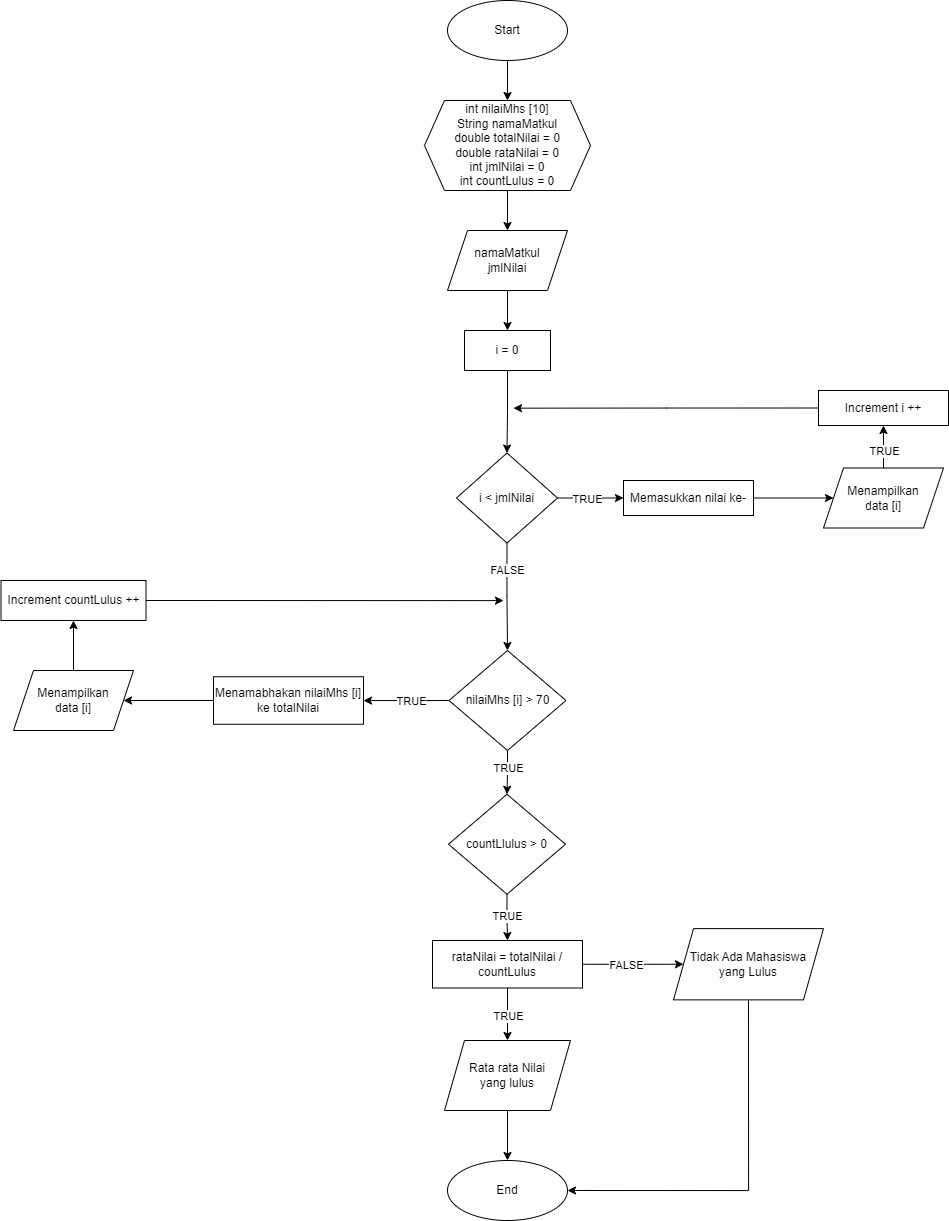 Start
int nilaiMhs [10]
String namaMatkul
double totalNilai = 0
double rataNilai = 0
int jmlNilai = 0
int countLulus = 0
namaMatkul
jmlNilai
i = 0
Increment i ++
TRUE
i < jmlNilai
TRUE
Memasukkan nilai ke-
Menampilkan
data [i]
FALSE
Increment countLulus ++
Menampilkan
data [i]
Menamabhakan nilaiMhs [i]
ke totalNilai
TRUE
nilaiMhs [i] > 70
TRUE
countLlulus > 0
TRUE
rataNilai = totalNilai /
countLulus
FALSE
Tidak Ada Mahasiswa
yang Lulus
TRUE
Rata rata Nilai
yang lulus
End